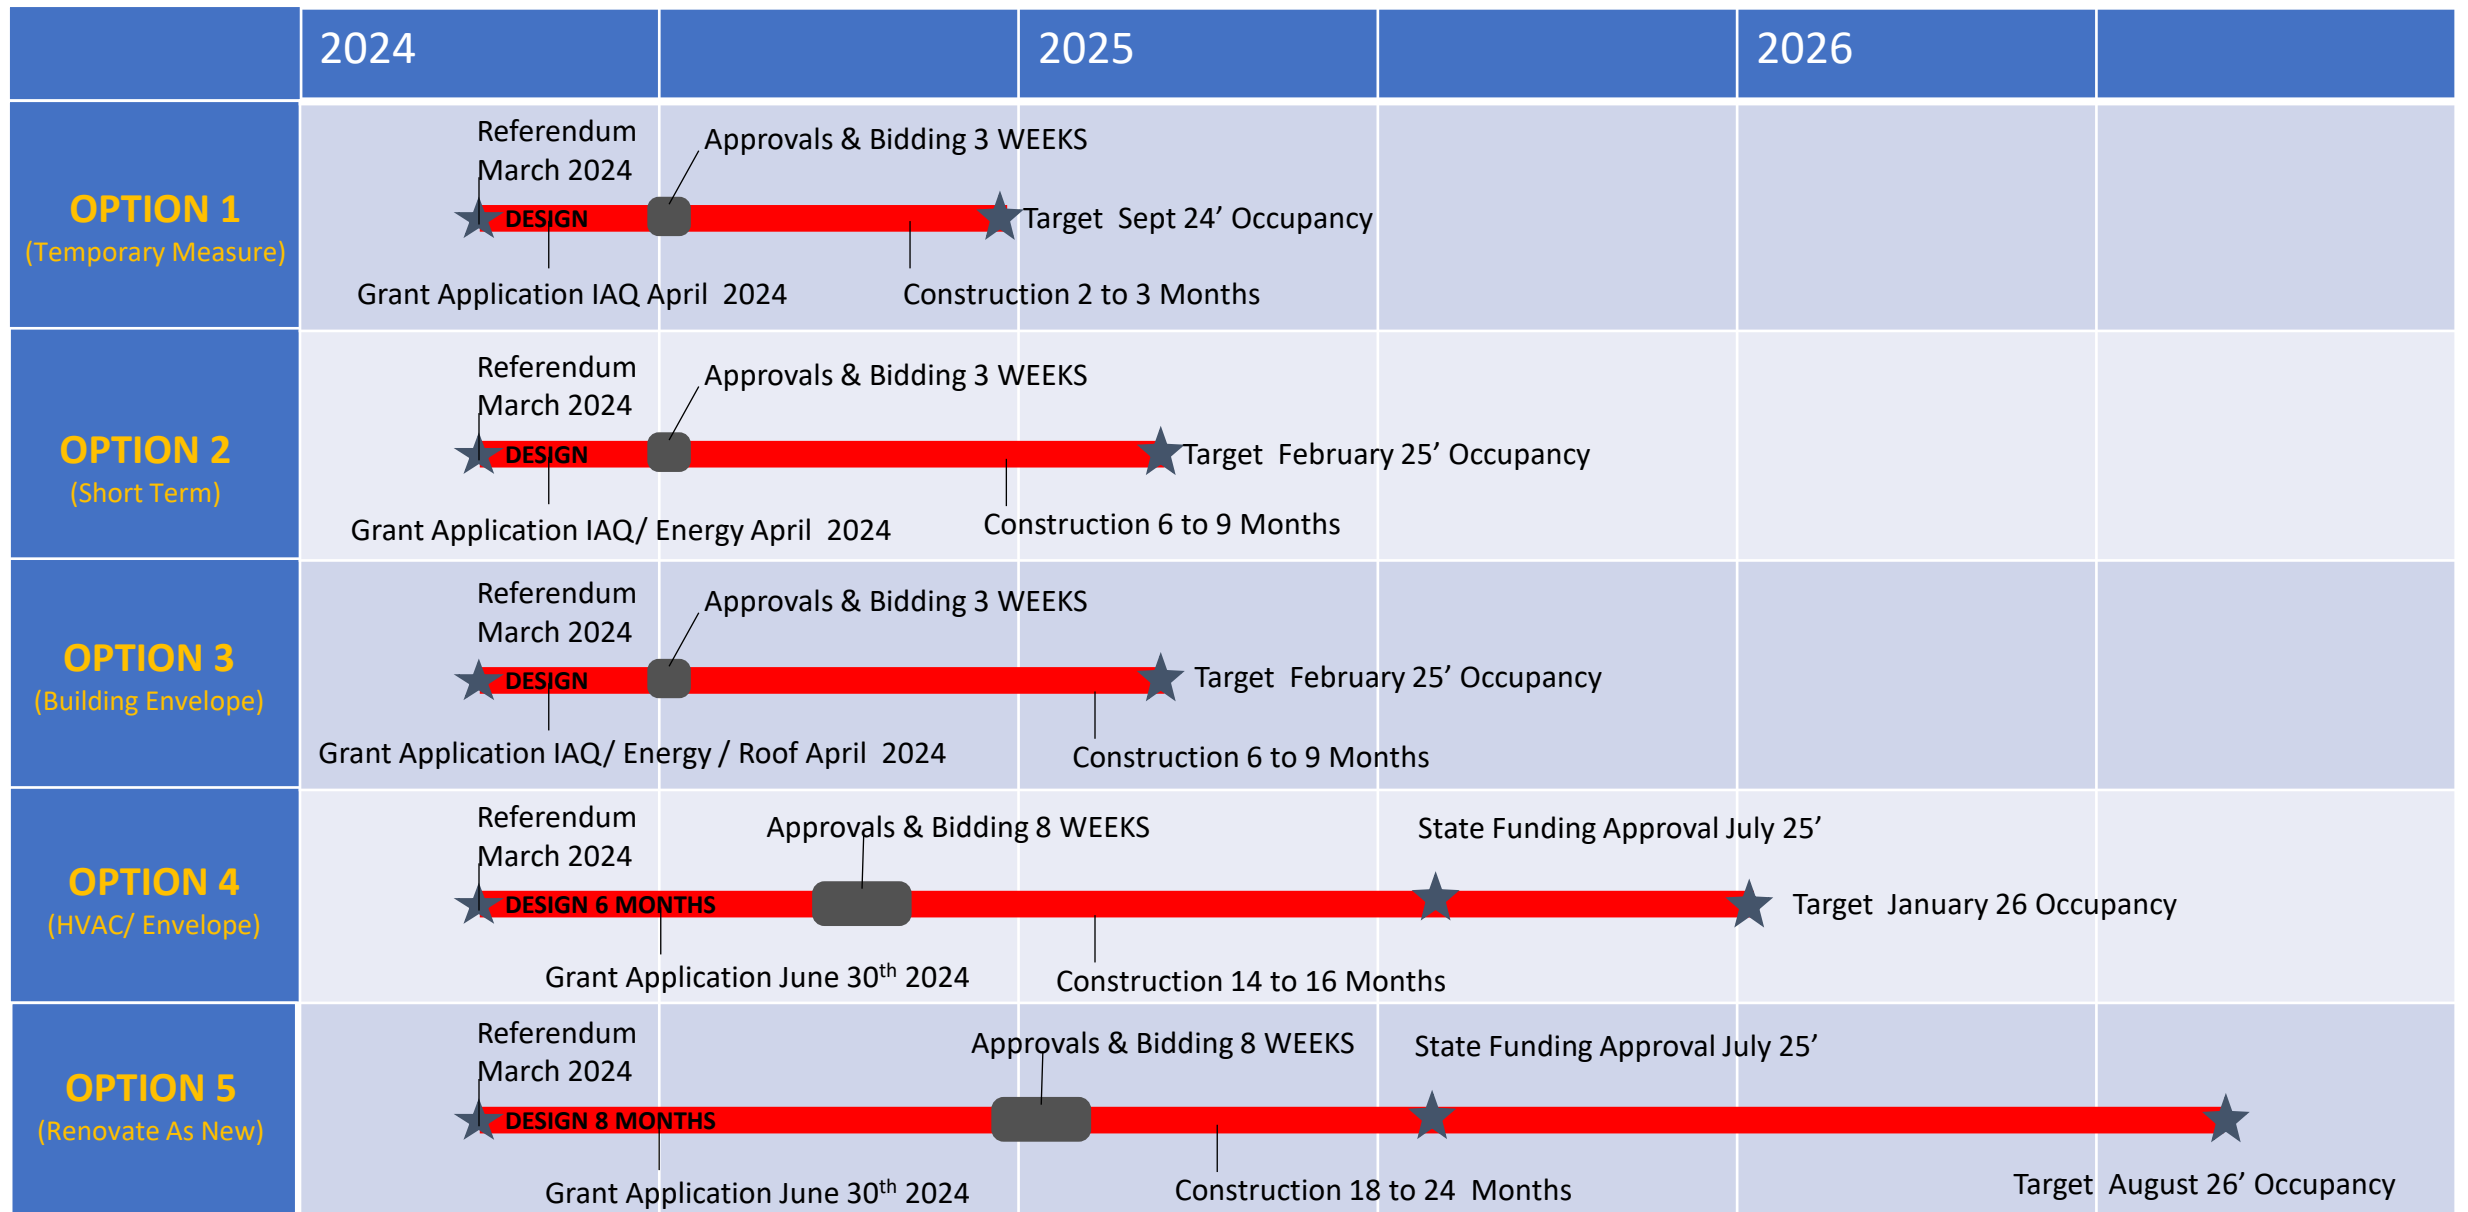 2024
2025
2026
OPTION 1
(Temporary Measure)
Referendum
March 2024
Approvals & Bidding 3 WEEKS
DESIGN
Target Sept 24’ Occupancy
Grant Application IAQ April 2024
Construction 2 to 3 Months
OPTION 2
(Short Term)
Referendum
March 2024
Approvals & Bidding 3 WEEKS
DESIGN
Target February 25’ Occupancy
Grant Application IAQ/ Energy April 2024
Construction 6 to 9 Months
OPTION 3
(Building Envelope)
Referendum
March 2024
Approvals & Bidding 3 WEEKS
DESIGN
Target February 25’ Occupancy
Grant Application IAQ/ Energy / Roof April 2024
Construction 6 to 9 Months
OPTION 4
(HVAC/ Envelope)
Referendum
March 2024
Approvals & Bidding 8 WEEKS
State Funding Approval July 25’
DESIGN 6 MONTHS
Target January 26 Occupancy
Grant Application June 30th 2024
Construction 14 to 16 Months
OPTION 5
(Renovate As New)
Referendum
March 2024
Approvals & Bidding 8 WEEKS
State Funding Approval July 25’
DESIGN 8 MONTHS
Grant Application June 30th 2024
Construction 18 to 24 Months
Target August 26’ Occupancy